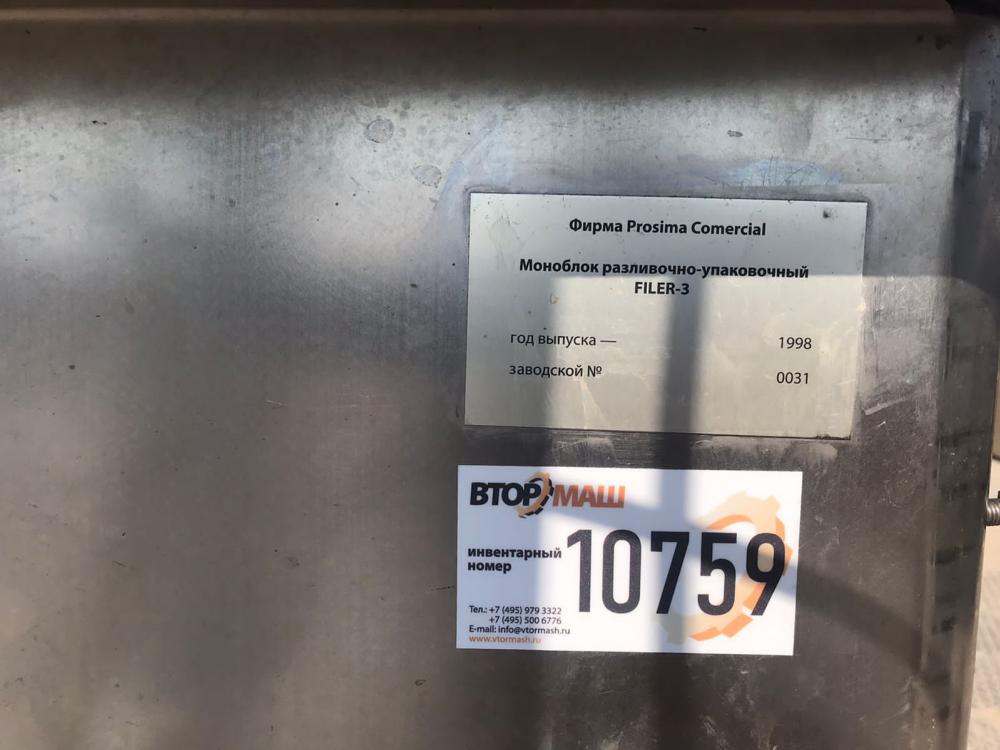 Фирма Prosima Comercial
Моноблок разливочно-упаковочный
FILER-3
год выпуска — 1998
заводской № 0031
ВТОРМАШ
инвентарный
номер
10759
Тел.: +7 (495) 979 3322
+7 (495) 500 6776
E-mail: info@vtormash.ru
www.vtormash.ru